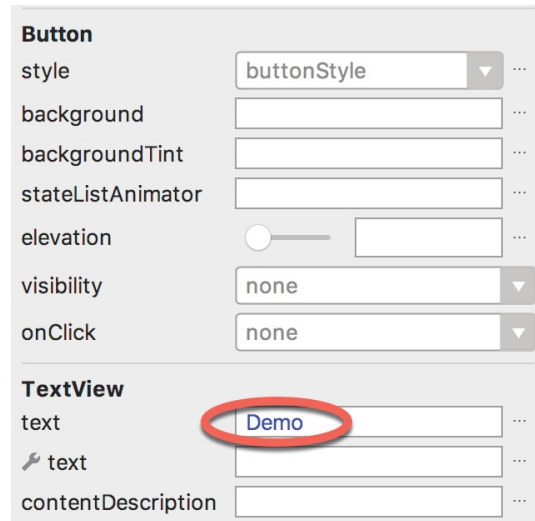 Button
style buttonStyle ...
background ...
backgroundTint ...
stateListAnimator ...
elevation ...
visibility none
onClick none
TextView
text Demo ...
text ...
contentDescription ...